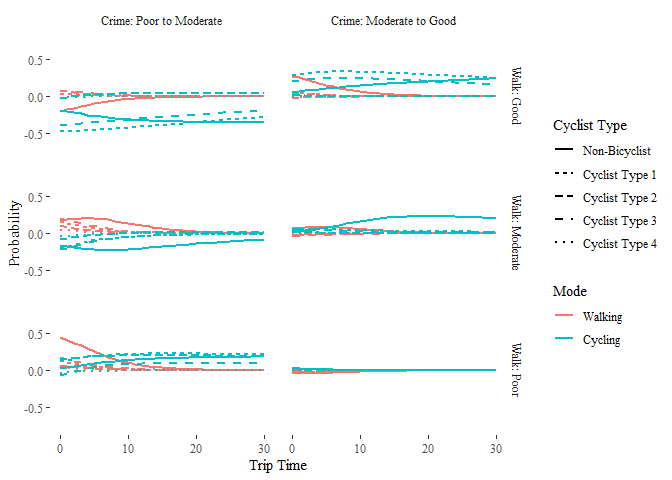 Crime: Poor to Moderate
Crime: Moderate to Good
0.5
0.0
-0.5
Walk: Good
0.5
0.0
-0.5
Walk: Moderate
0.5
0.0
-0.5
Walk: Poor
Probability
0 10 20 30
0 10 20 30
Trip Time
Cyclist Type
Non-Bicyclist
Cyclist Type 1
Cyclist Type 2
Cyclist Type 3
Cyclist Type 4
Mode
Walking
Cycling